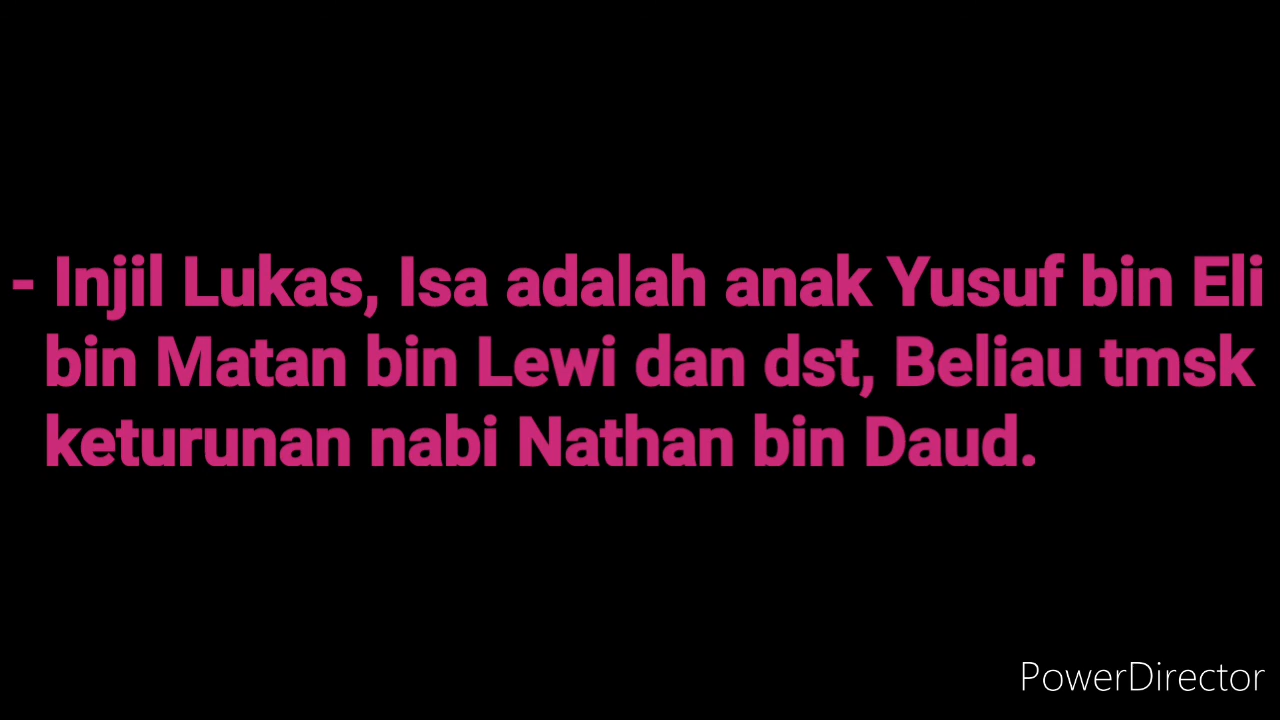 - Injil Lukas, Isa adalah anak Yusuf bin Eli
bin Matan bin Lewi dan dst, Beliau tmsk
keturunan nabi Nathan bin Daud.
PowerDirector